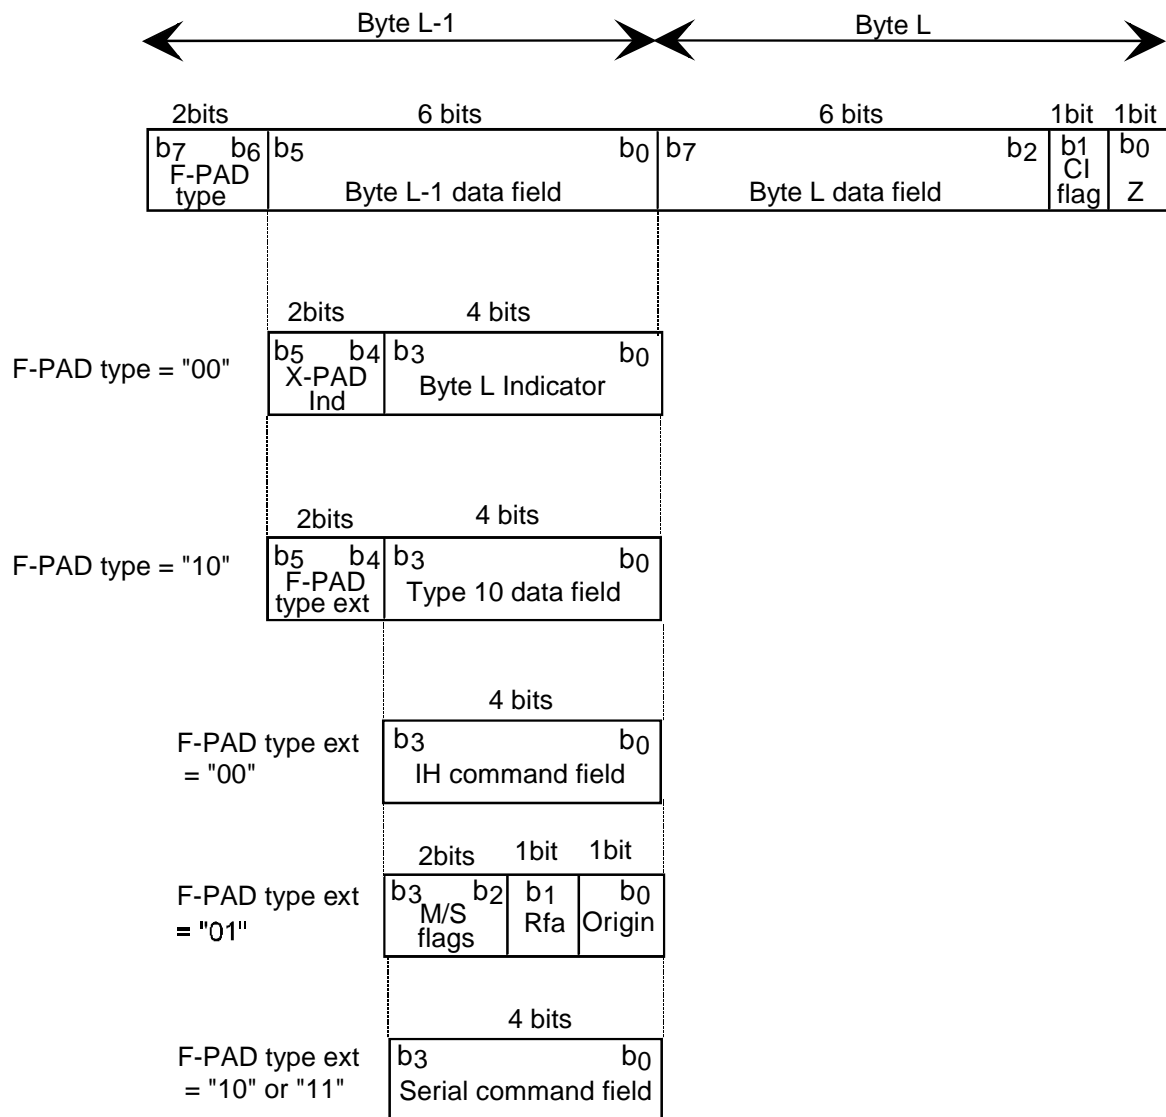 Byte L-1 Byte L
2bits 6 bits 6 bits 1bit 1bit
b7 b6 b5 b0 b7 b2 b1 b0
F-PAD type Byte L-1 data field Byte L data field CI flag Z
2bits 4 bits
F-PAD type = "00"
b5 b4 b3 b0
X-PAD Ind Byte L Indicator
2bits 4 bits
F-PAD type = "10"
b5 b4 b3 b0
F-PAD type ext Type 10 data field
4 bits
F-PAD type ext
= "00"
b3 b0
IH command field
2bits 1bit 1bit
F-PAD type ext
= "01"
b3 b2 b1 b0
M/S flags Rfa Origin
4 bits
F-PAD type ext
= "10" or "11"
b3 b0
Serial command field